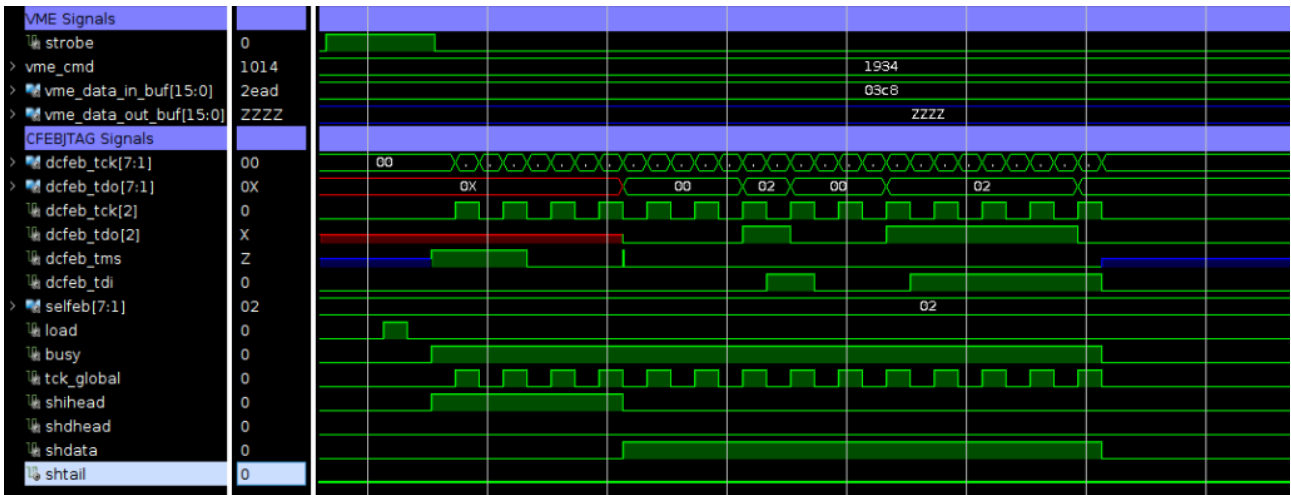 VME Signals
strobe 0
vme_cmd 1014 1934
vme_data_in_buf[15:0] 2ead 03c8
vme_data_out_buf[15:0] ZZZZ ZZZZ
CFEBJTAG Signals
dcfeb_tck[7:1] 00 00
dcfeb_tdo[7:1] 0X 0X 00 02 00 02
dcfeb_tck[2] 0
dcfeb_tdo[2] X
dcfeb_tms Z
dcfeb_tdi 0
selfeb[7:1] 02 02
load 0
busy 0
tck_global 0
shihead 0
shdhead 0
shdata 0
shtail 0